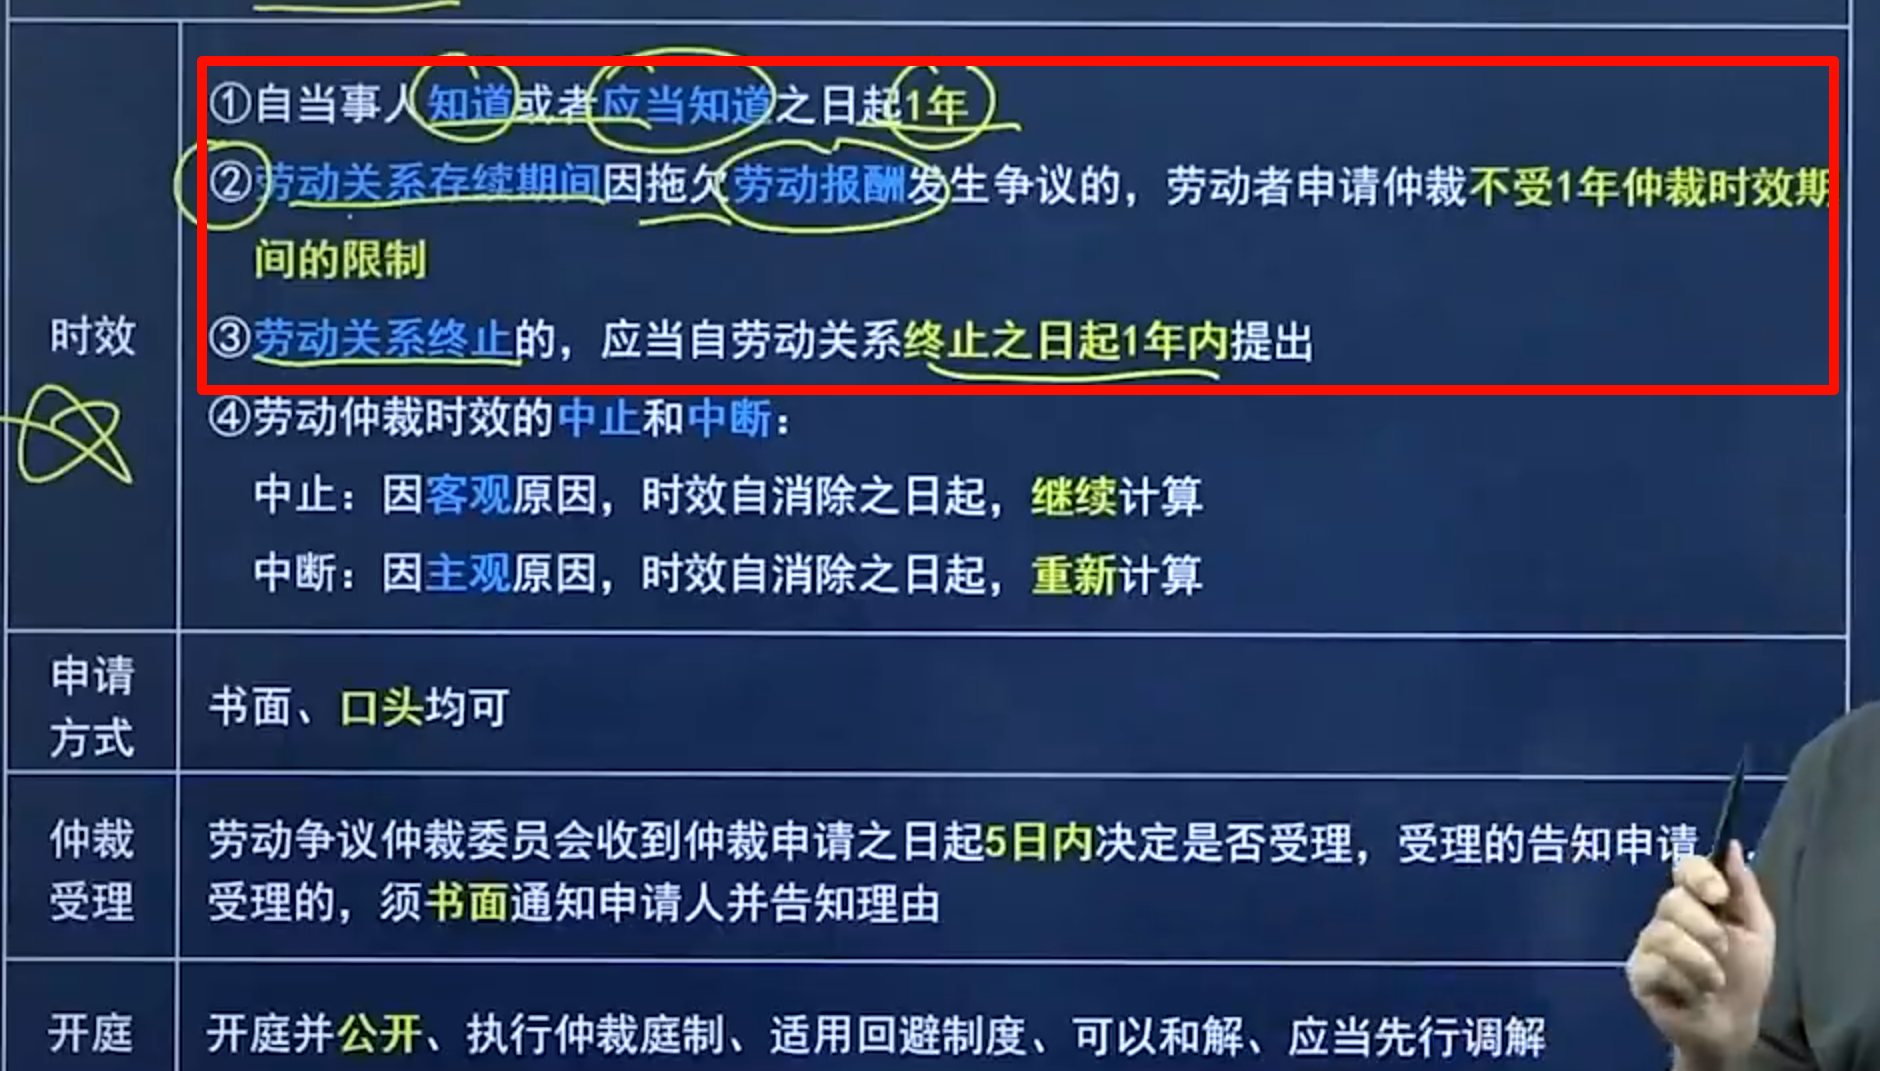 时效
①自当事人知道或者应当知道之日起1年
②劳动关系存续期间因拖欠劳动报酬发生争议的，劳动者申请仲裁不受1年仲裁时效期
间的限制
③劳动关系终止的，应当自劳动关系终止之日起1年内提出
④劳动仲裁时效的中止和中断：
中止：因客观原因，时效自消除之日起，继续计算
中断：因主观原因，时效自消除之日起，重新计算
申请
方式
书面、口头均可
仲裁
受理
劳动争议仲裁委员会收到仲裁申请之日起5日内决定是否受理，受理的告知申请
受理的，须书面通知申请人并告知理由
开庭
开庭并公开、执行仲裁庭制、适用回避制度、可以和解、应当先行调解